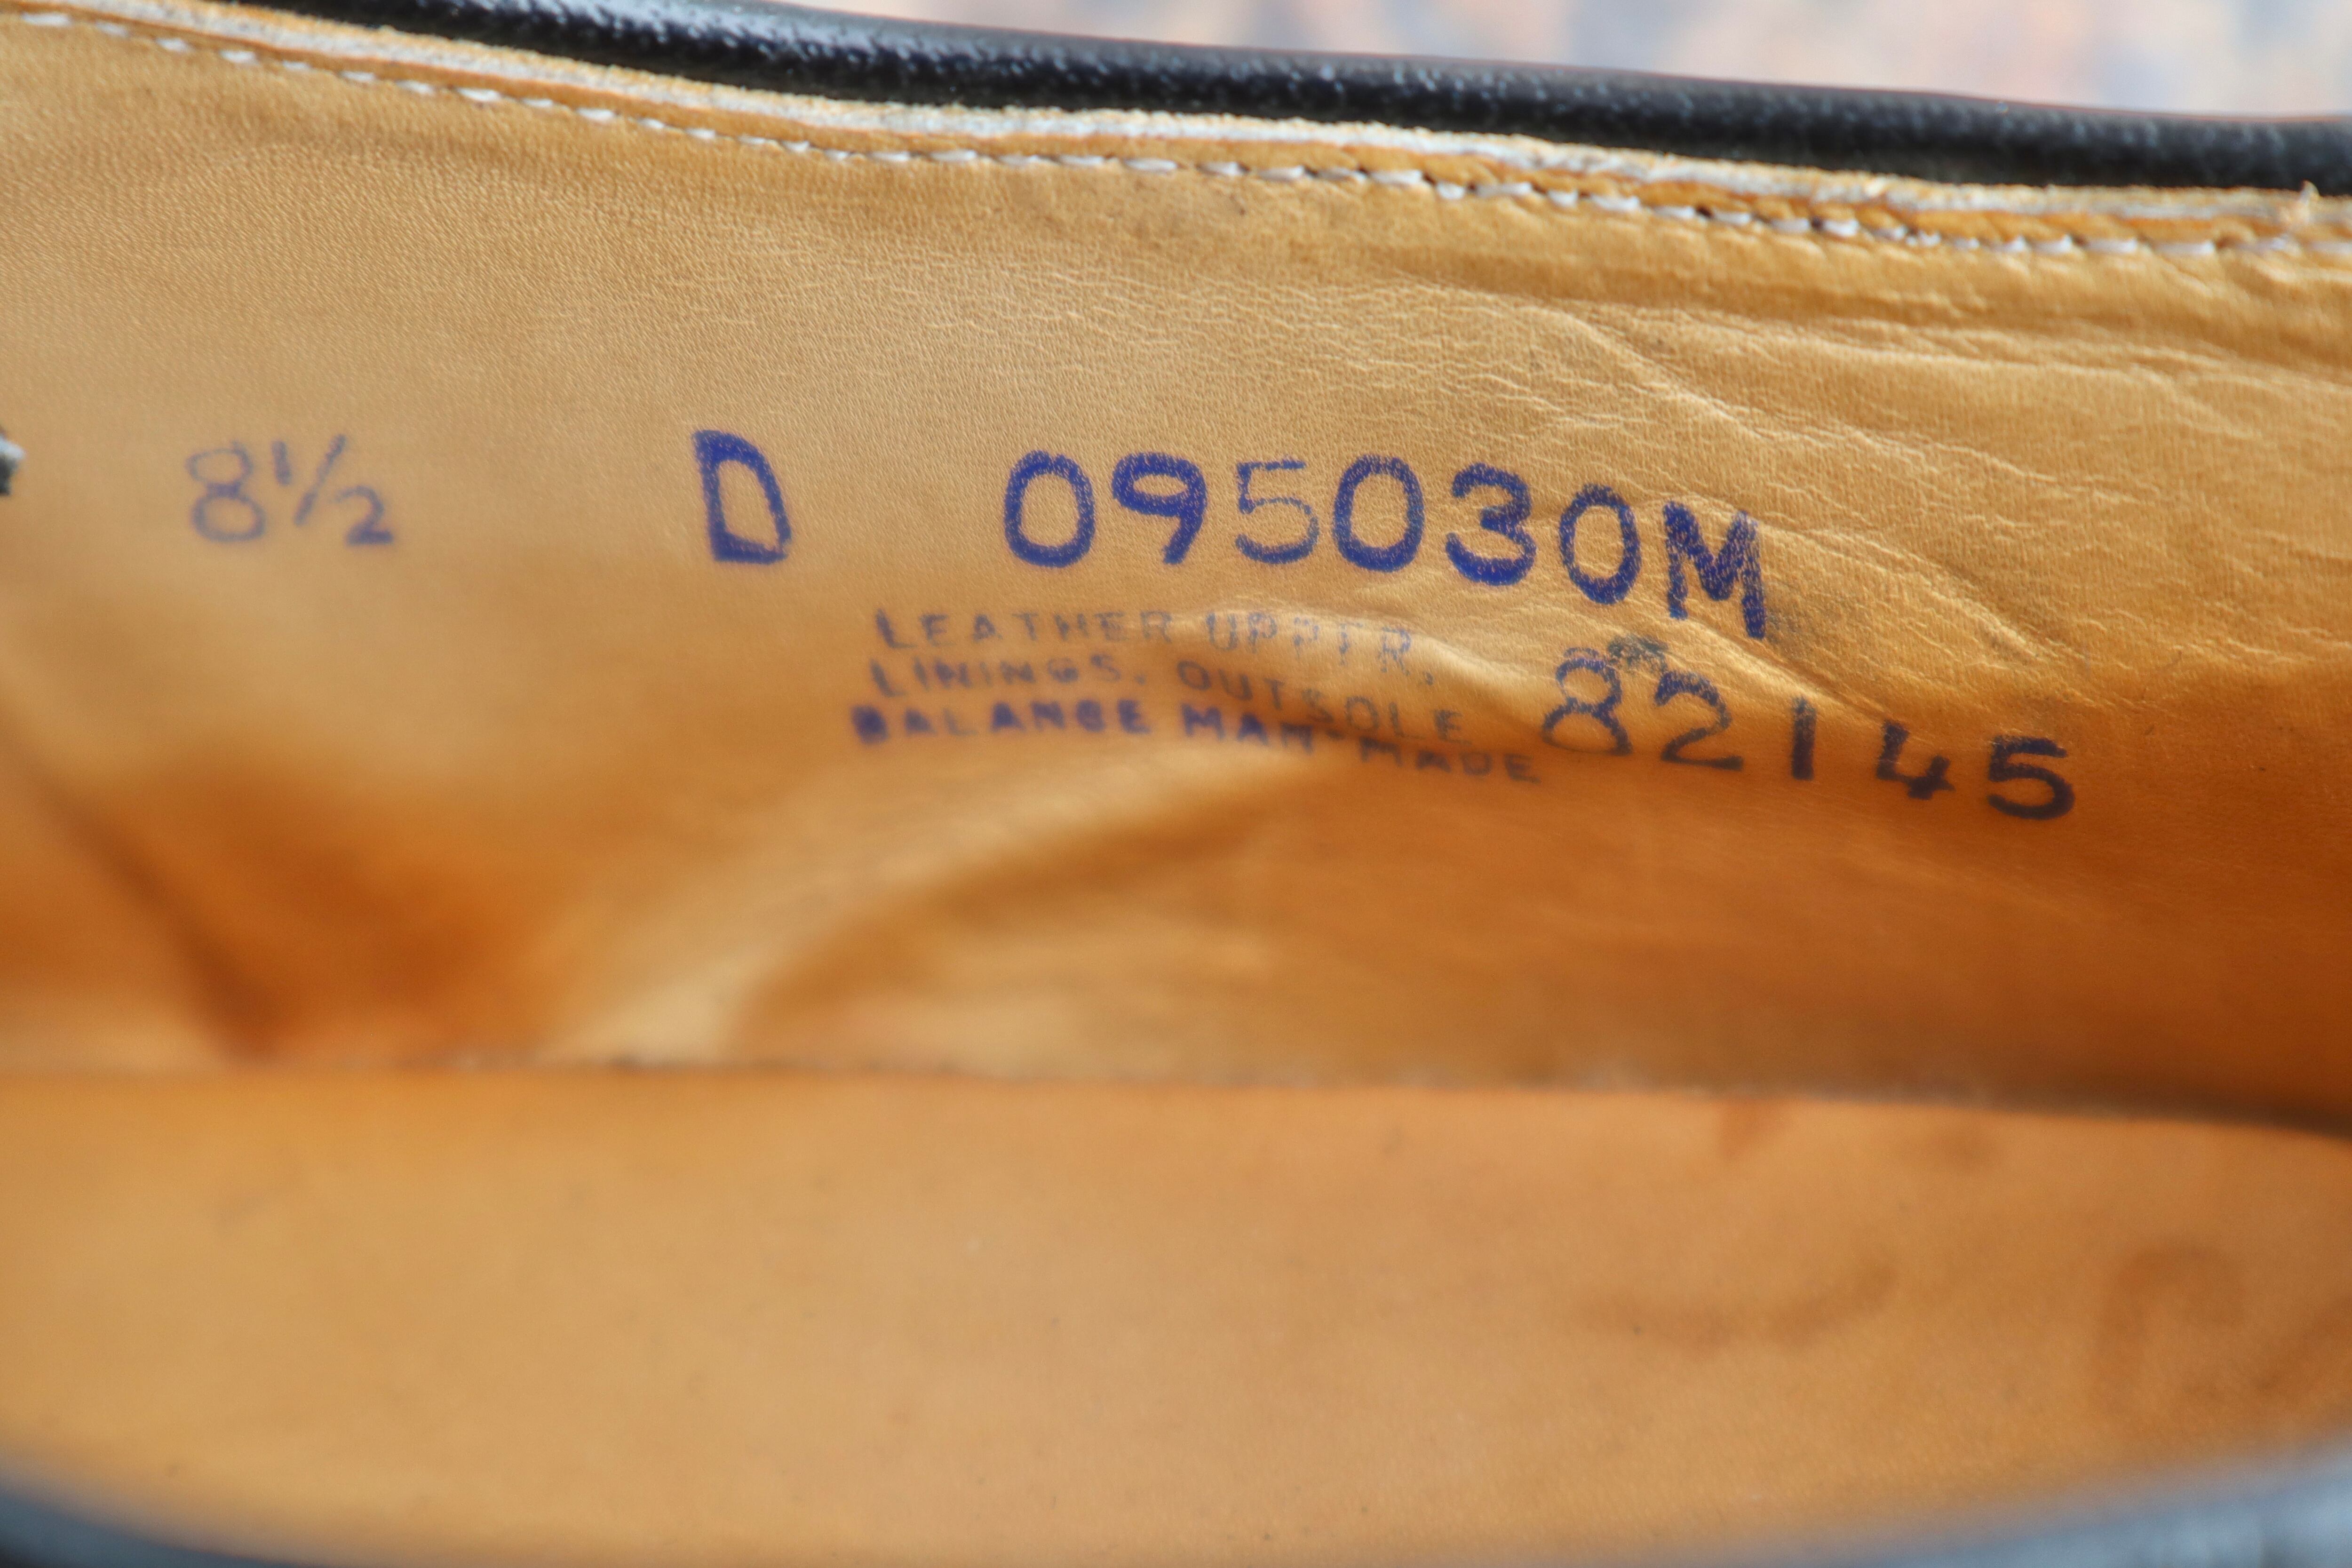 8½ D 095030M
LEATHER UPPER,
LININGS, OUTSOLE
BALANCE MAN-MADE
82145